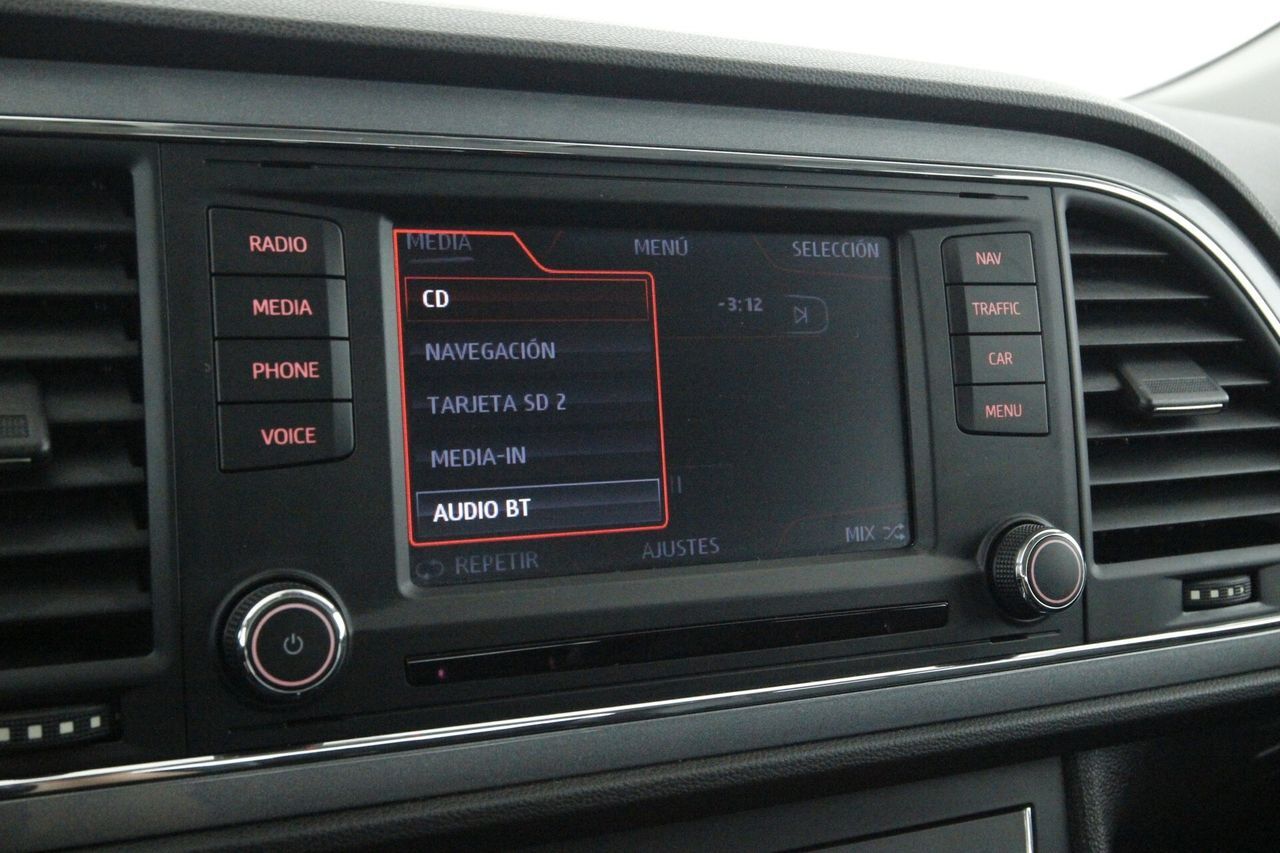 RADIO
MEDIA
PHONE
VOICE
MEDIA
MENÚ
SELECCIÓN
CD
-3:12
NAVEGACIÓN
TARJETA SD 2
MEDIA-IN
AUDIO BT
REPETIR
AJUSTES
MIX
NAV
TRAFFIC
CAR
MENU